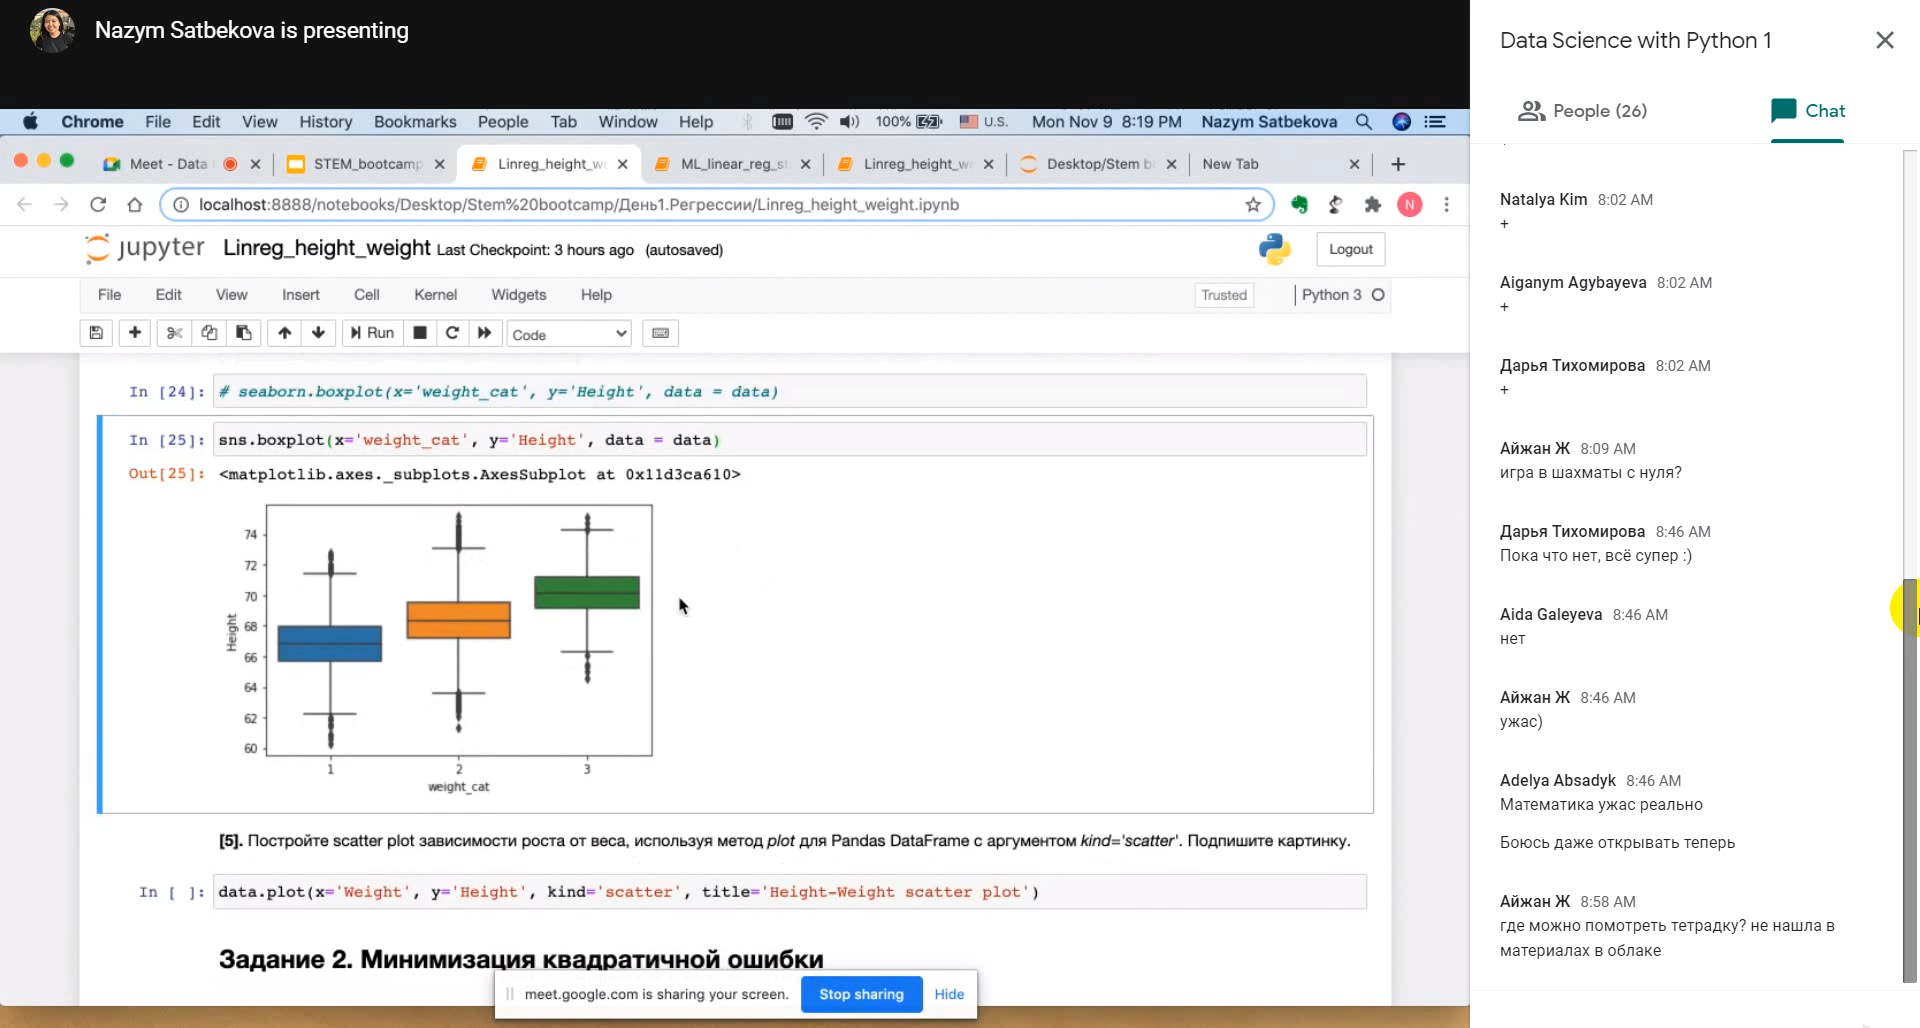 Nazym Satbekova is presenting
Chrome File Edit View History Bookmarks People Tab Window Help 100% U.S. Mon Nov 9 8:19 PM Nazym Satbekova
Meet - Data STEM_bootcamp Linreg_height_we ML_linear_reg_st Linreg_height_w Desktop/Stem b New Tab
localhost:8888/notebooks/Desktop/Stem%20bootcamp/День1.Регрессии/Linreg_height_weight.ipynb N
jupyter Linreg_height_weight Last Checkpoint: 3 hours ago (autosaved) Logout
File Edit View Insert Cell Kernel Widgets Help Trusted Python 3
Run Code
In [24]: # seaborn.boxplot(x='weight_cat', y='Height', data = data)
In [25]: sns.boxplot(x='weight_cat', y='Height', data = data)
Out[25]: <matplotlib.axes._subplots.AxesSubplot at 0x11d3ca610>
74
72
70
68
66
64
62
60
Height
1 2 3
weight_cat
[5]. Постройте scatter plot зависимости роста от веса, используя метод plot для Pandas DataFrame с аргументом kind='scatter'. Подпишите картинку.
In [ ]: data.plot(x='Weight', y='Height', kind='scatter', title='Height-Weight scatter plot')
Задание 2. Минимизация квадратичной ошибки
meet.google.com is sharing your screen. Stop sharing Hide
Data Science with Python 1
People (26) Chat
Natalya Kim 8:02 AM
+
Aiganym Agybayeva 8:02 AM
+
Дарья Тихомирова 8:02 AM
+
Айжан Ж 8:09 AM
игра в шахматы с нуля?
Дарья Тихомирова 8:46 AM
Пока что нет, всё супер :)
Aida Galeyeva 8:46 AM
нет
Айжан Ж 8:46 AM
ужас)
Adelya Absadyk 8:46 AM
Математика ужас реально
Боюсь даже открывать теперь
Айжан Ж 8:58 AM
где можно помотреть тетрадку? не нашла в
материалах в облаке